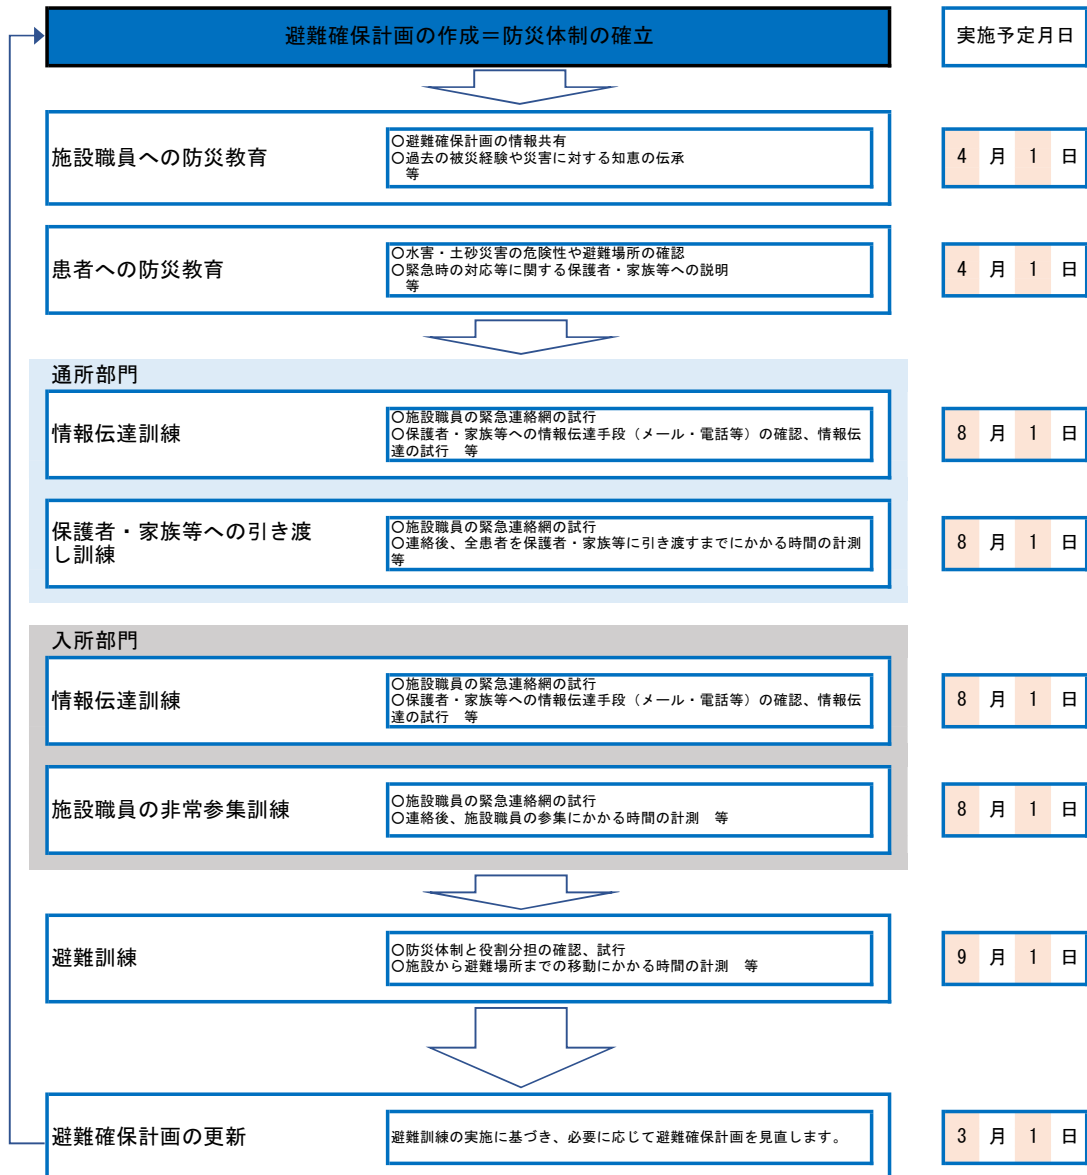 避難確保計画の作成＝防災体制の確立
実施予定月日
施設職員への防災教育
〇避難確保計画の情報共有
〇過去の被災経験や災害に対する知恵の伝承
等
4 月 1 日
患者への防災教育
〇水害・土砂災害の危険性や避難場所の確認
〇緊急時の対応等に関する保護者・家族等への説明
等
4 月 1 日
通所部門
情報伝達訓練
〇施設職員の緊急連絡網の試行
〇保護者・家族等への情報伝達手段（メール・電話等）の確認、情報伝
達の試行　等
8 月 1 日
保護者・家族等への引き渡
し訓練
〇施設職員の緊急連絡網の試行
〇連絡後、全患者を保護者・家族等に引き渡すまでにかかる時間の計測
等
8 月 1 日
入所部門
情報伝達訓練
〇施設職員の緊急連絡網の試行
〇保護者・家族等への情報伝達手段（メール・電話等）の確認、情報伝
達の試行　等
8 月 1 日
施設職員の非常参集訓練
〇施設職員の緊急連絡網の試行
〇連絡後、施設職員の参集にかかる時間の計測　等
8 月 1 日
避難訓練
〇防災体制と役割分担の確認、試行
〇施設から避難場所までの移動にかかる時間の計測　等
9 月 1 日
避難確保計画の更新
避難訓練の実施に基づき、必要に応じて避難確保計画を見直します。
3 月 1 日